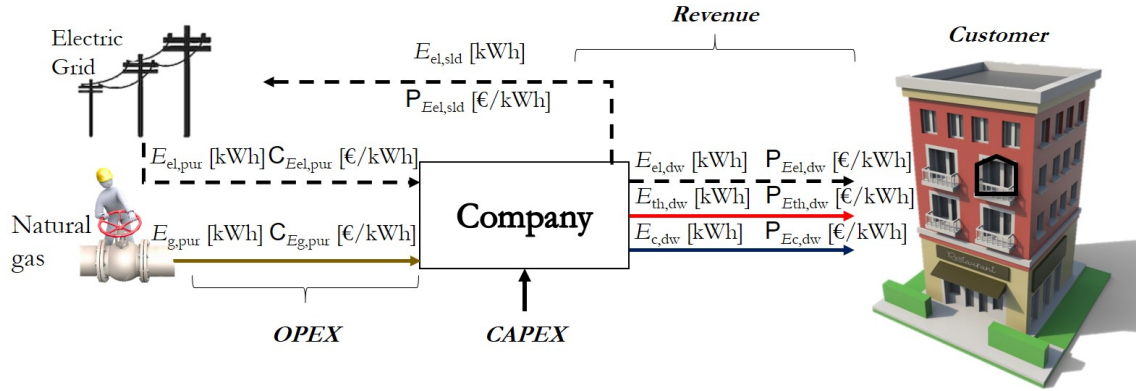 Revenue
Electric
Grid
Customer
E_el,sld [kWh]
P_Eel,sld [€/kWh]
E_el,pur [kWh] C_Eel,pur [€/kWh]
E_el,dw [kWh] P_Eel,dw [€/kWh]
Company
E_th,dw [kWh] P_Eth,dw [€/kWh]
Natural
gas
E_g,pur [kWh] C_Eg,pur [€/kWh]
E_c,dw [kWh] P_Ec,dw [€/kWh]
Restaurant
OPEX
CAPEX